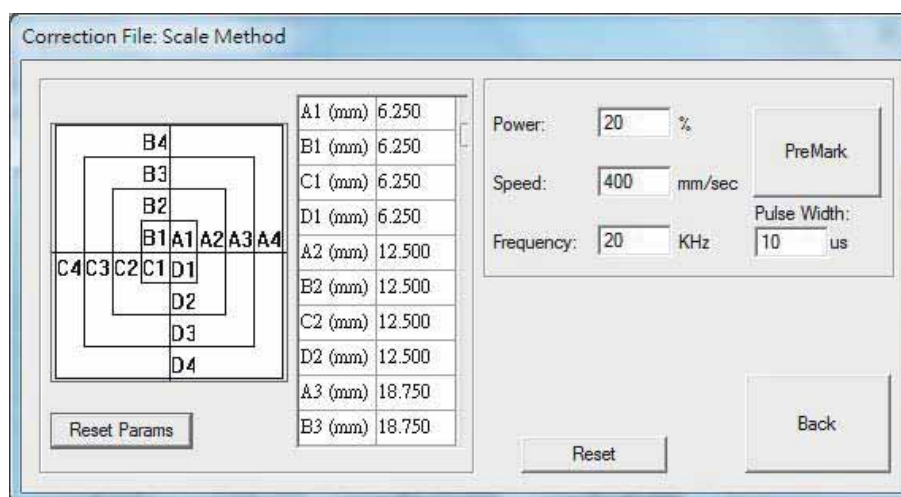 Correction File: Scale Method
B4
B3
B2
B1 A1 A2 A3 A4
C4 C3 C2 C1 D1
D2
D3
D4
Reset Params
A1 (mm) 6.250
B1 (mm) 6.250
C1 (mm) 6.250
D1 (mm) 6.250
A2 (mm) 12.500
B2 (mm) 12.500
C2 (mm) 12.500
D2 (mm) 12.500
A3 (mm) 18.750
B3 (mm) 18.750
Power: 20 %
Speed: 400 mm/sec
Frequency: 20 KHz
PreMark
Pulse Width:
10 us
Reset
Back